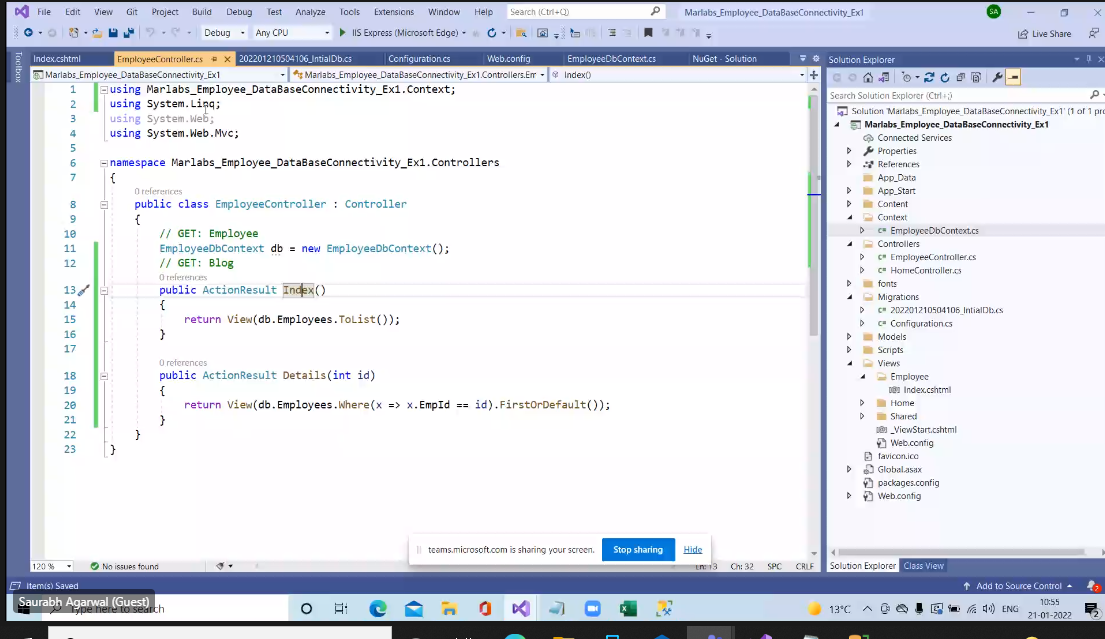 File Edit View Git Project Build Debug Test Analyze Tools Extensions Window Help Search (Ctrl+Q) Marlabs_Employee_DataBaseConnectivity_Ex1 SA
Debug Any CPU IIS Express (Microsoft Edge) Live Share
Toolbox
Index.cshtml EmployeeController.cs 202201210504106_IntialDb.cs Configuration.cs Web.config EmployeeDbContext.cs NuGet - Solution
Marlabs_Employee_DataBaseConnectivity_Ex1 Marlabs_Employee_DataBaseConnectivity_Ex1.Controllers.Em Index()
1 using Marlabs_Employee_DataBaseConnectivity_Ex1.Context;
2 using System.Linq;
3 using System.Web;
4 using System.Web.Mvc;
5
6 namespace Marlabs_Employee_DataBaseConnectivity_Ex1.Controllers
7 {
0 references
8 public class EmployeeController : Controller
9 {
10 // GET: Employee
11 EmployeeDbContext db = new EmployeeDbContext();
12 // GET: Blog
0 references
13 public ActionResult Index()
14 {
15 return View(db.Employees.ToList());
16 }
17
0 references
18 public ActionResult Details(int id)
19 {
20 return View(db.Employees.Where(x => x.EmpId == id).FirstOrDefault());
21 }
22 }
23 }
120 % No issues found Ln: 13 Ch: 32 SPC CRLF
Solution Explorer
Search Solution Explorer (Ctrl+;)
Solution 'Marlabs_Employee_DataBaseConnectivity_Ex1' (1 of 1 pro
Marlabs_Employee_DataBaseConnectivity_Ex1
Connected Services
Properties
References
App_Data
App_Start
Content
Context
C# EmployeeDbContext.cs
Controllers
C# EmployeeController.cs
C# HomeController.cs
fonts
Migrations
C# 202201210504106_IntialDb.cs
C# Configuration.cs
Models
Scripts
Views
Employee
Index.cshtml
Home
Shared
_ViewStart.cshtml
Web.config
favicon.ico
Global.asax
packages.config
Web.config
Solution Explorer Class View
teams.microsoft.com is sharing your screen. Stop sharing Hide
Item(s) Saved Add to Source Control 2
Saurabh Agarwal (Guest)
Type here to search 13°C ENG 10:55
21-01-2022 2